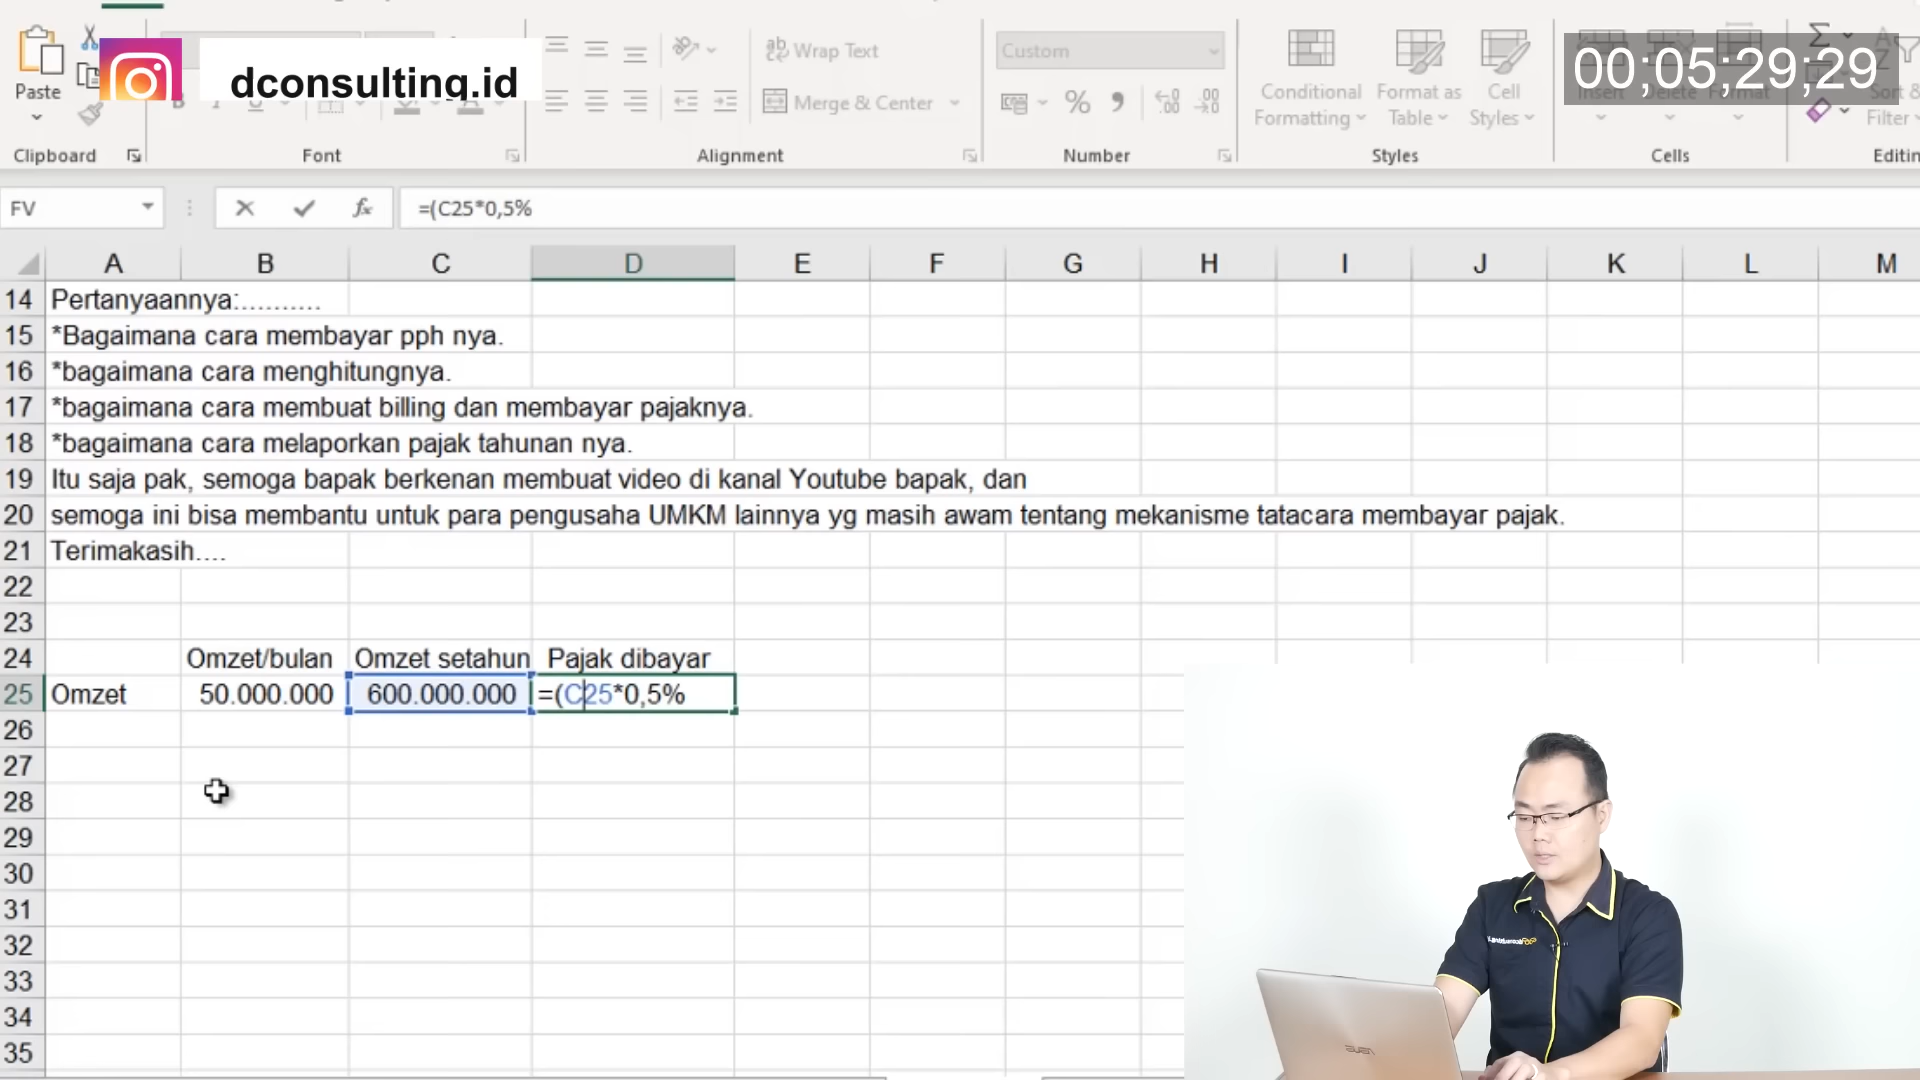 dconsulting.id
00;05;29;29
Paste
Wrap Text
Merge & Center
Custom
Conditional
Formatting
Format as
Table
Cell
Styles
Insert
Delete
Format
Sort &
Filter
Clipboard
Font
Alignment
Number
Styles
Cells
Editin
FV
=(C25*0,5%
A B C D E F G H I J K L M
14 Pertanyaannya:..........
15 *Bagaimana cara membayar pph nya.
16 *bagaimana cara menghitungnya.
17 *bagaimana cara membuat billing dan membayar pajaknya.
18 *bagaimana cara melaporkan pajak tahunan nya.
19 Itu saja pak, semoga bapak berkenan membuat video di kanal Youtube bapak, dan
20 semoga ini bisa membantu untuk para pengusaha UMKM lainnya yg masih awam tentang mekanisme tatacara membayar pajak.
21 Terimakasih....
22
23
24 Omzet/bulan Omzet setahun Pajak dibayar
25 Omzet 50.000.000 600.000.000 =(C25*0,5%
26
27
28
29
30
31
32
33
34
35